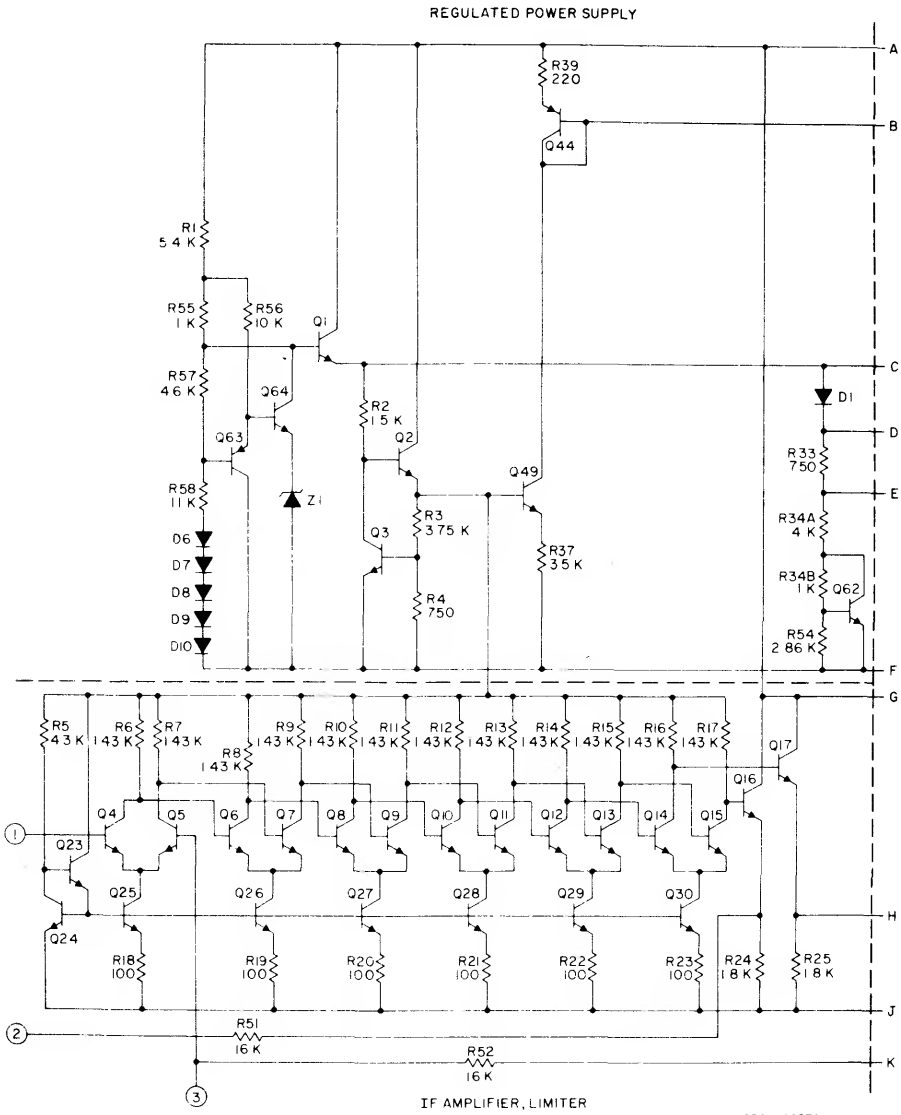 REGULATED POWER SUPPLY
A
R39
220
B
Q44
R1
5 4 K
R55
1 K
R56
10 K
Q1
C
R57
4 6 K
Q64
R2
1 5 K
D1
Q2
D
Q63
R33
750
Q49
E
R58
11 K
Z1
R3
3 75 K
R34A
4 K
D6
Q3
R37
3 5 K
D7
R34B
1 K
Q62
D8
R4
750
D9
R54
2 86 K
D10
F
G
R5
4 3 K
R6
1 43 K
R7
1 43 K
R8
1 43 K
R9
1 43 K
R10
1 43 K
R11
1 43 K
R12
1 43 K
R13
1 43 K
R14
1 43 K
R15
1 43 K
R16
1 43 K
R17
1 43 K
Q17
Q16
1
Q4
Q5
Q6
Q7
Q8
Q9
Q10
Q11
Q12
Q13
Q14
Q15
Q23
Q25
Q26
Q27
Q28
Q29
Q30
H
Q24
R18
100
R19
100
R20
100
R21
100
R22
100
R23
100
R24
1 8 K
R25
1 8 K
J
2
R51
16 K
R52
16 K
K
3
IF AMPLIFIER, LIMITER